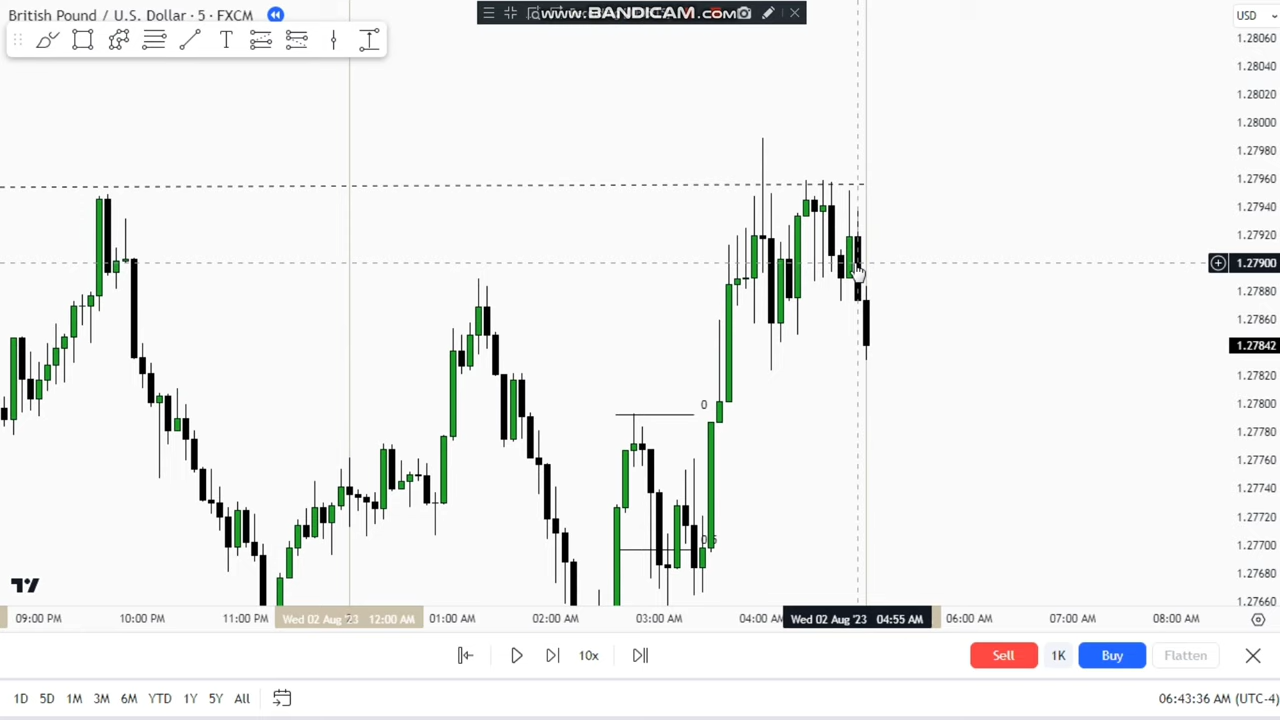 British Pound / U.S. Dollar · 5 · FXCM
www.BANDICAM.com
USD
1.28060
1.28040
1.28020
1.28000
1.27980
1.27960
1.27940
1.27920
1.27900
1.27880
1.27860
1.27842
1.27820
1.27800
1.27780
1.27760
1.27740
1.27720
1.27700
1.27680
1.27660
0
09:00 PM
10:00 PM
11:00 PM
Wed 02 Aug '23 12:00 AM
01:00 AM
02:00 AM
03:00 AM
04:00 AM
Wed 02 Aug '23 04:55 AM
06:00 AM
07:00 AM
08:00 AM
10x
Sell
1K
Buy
Flatten
1D 5D 1M 3M 6M YTD 1Y 5Y All
06:43:36 AM (UTC-4)